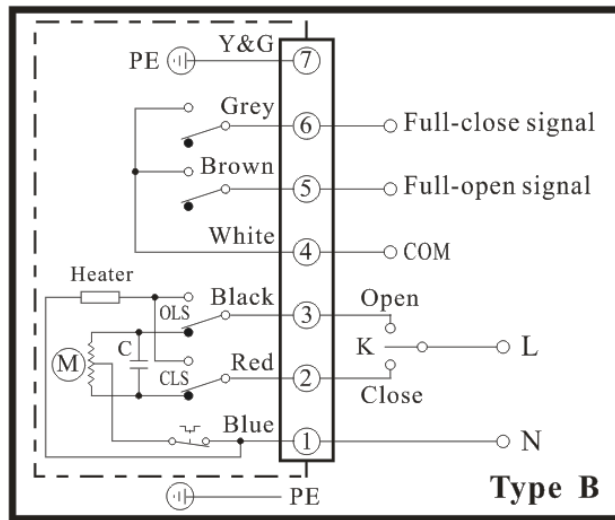 Y&G
PE 7
Grey
6 Full-close signal
Brown
5 Full-open signal
White
4 COM
Heater
OLS Black 3 Open
M C K L
CLS Red 2 Close
Blue 1 N
PE Type B